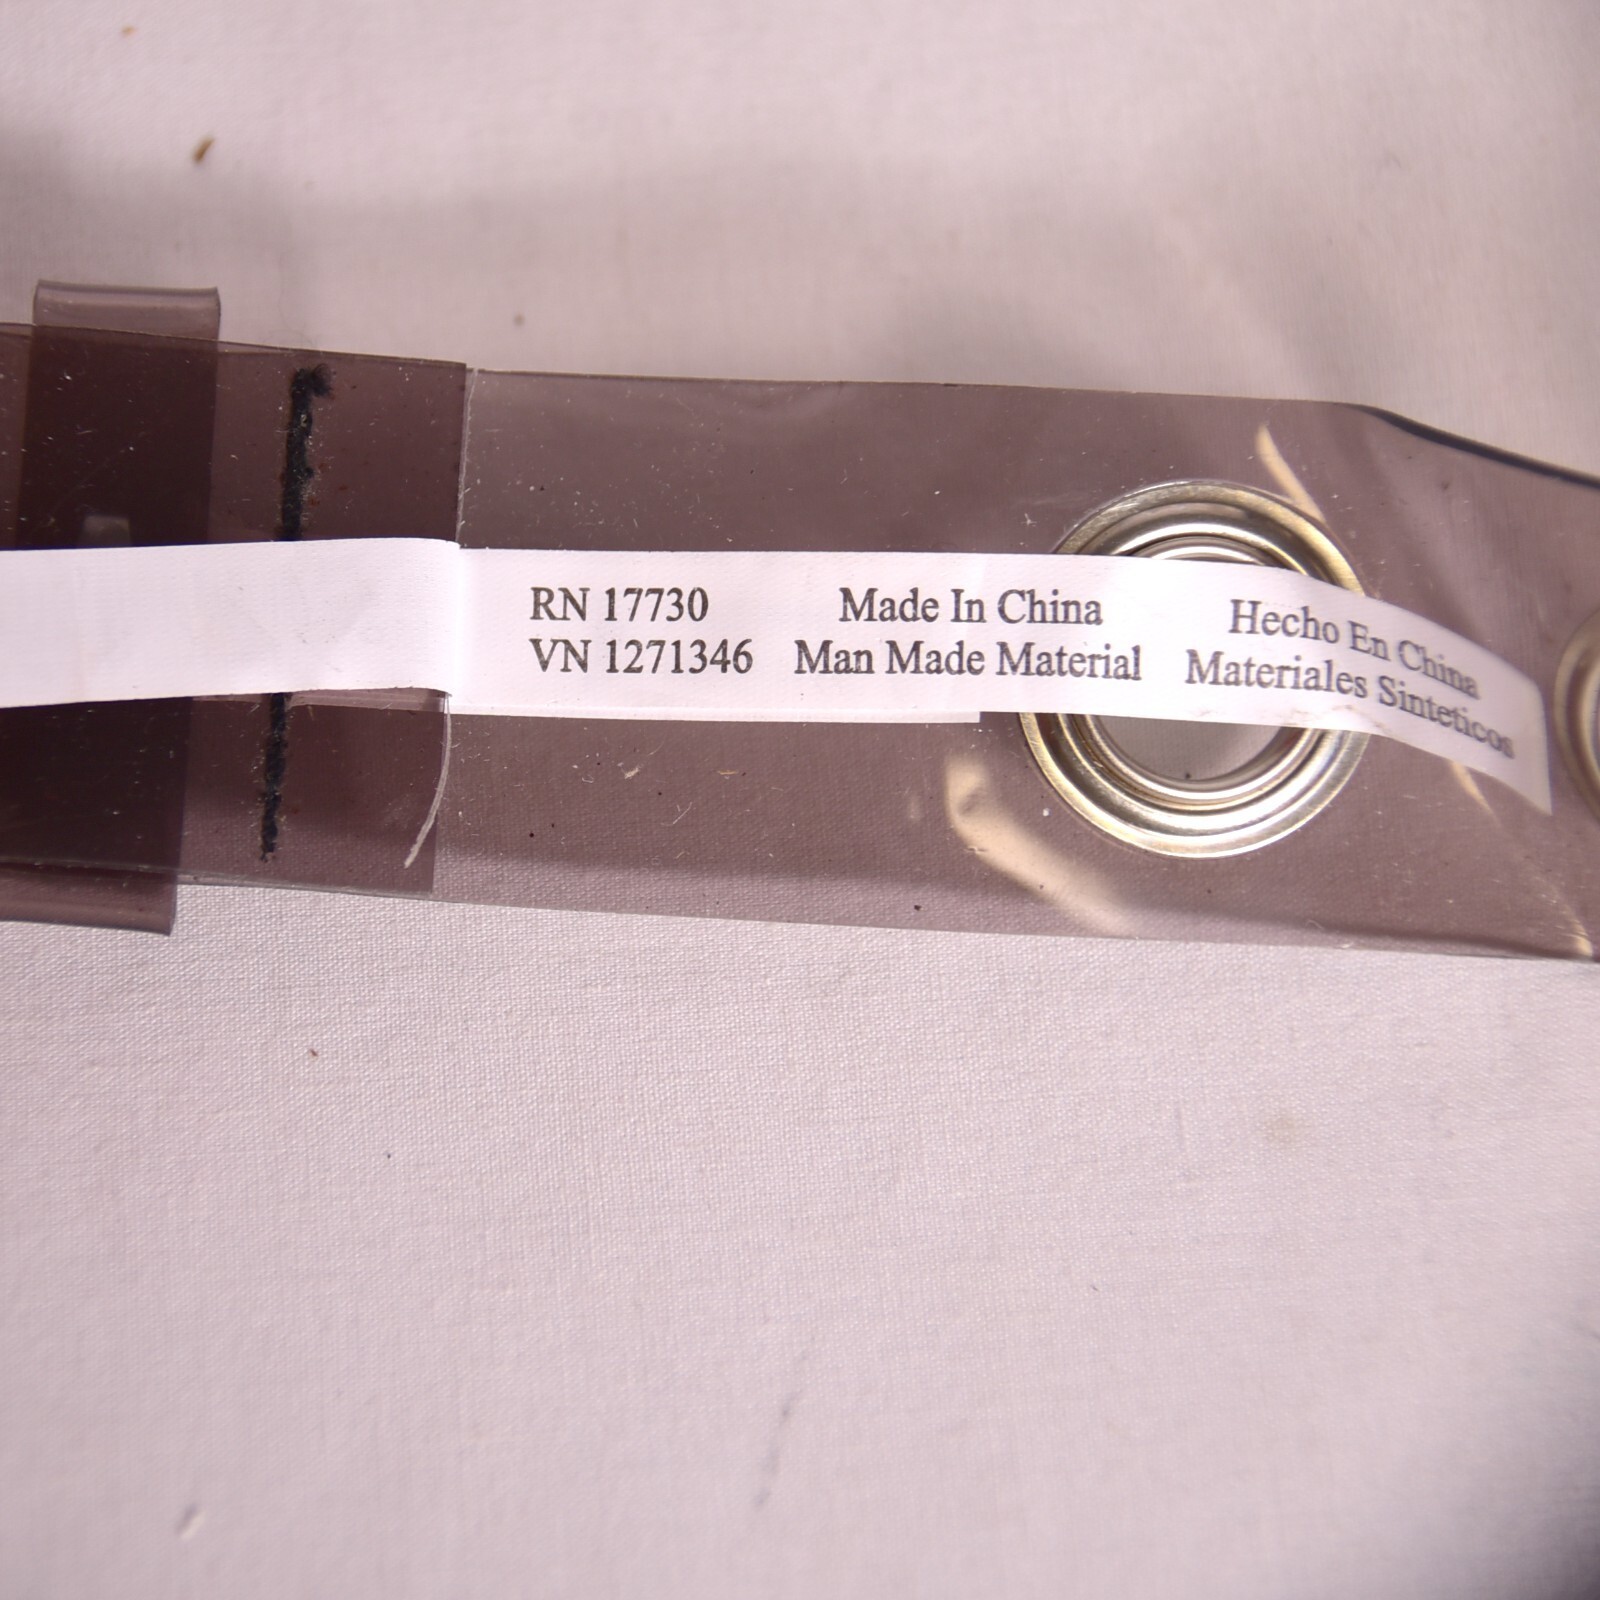 RN 17730
VN 1271346
Made In China
Man Made Material
Hecho En China
Materiales Sinteticos